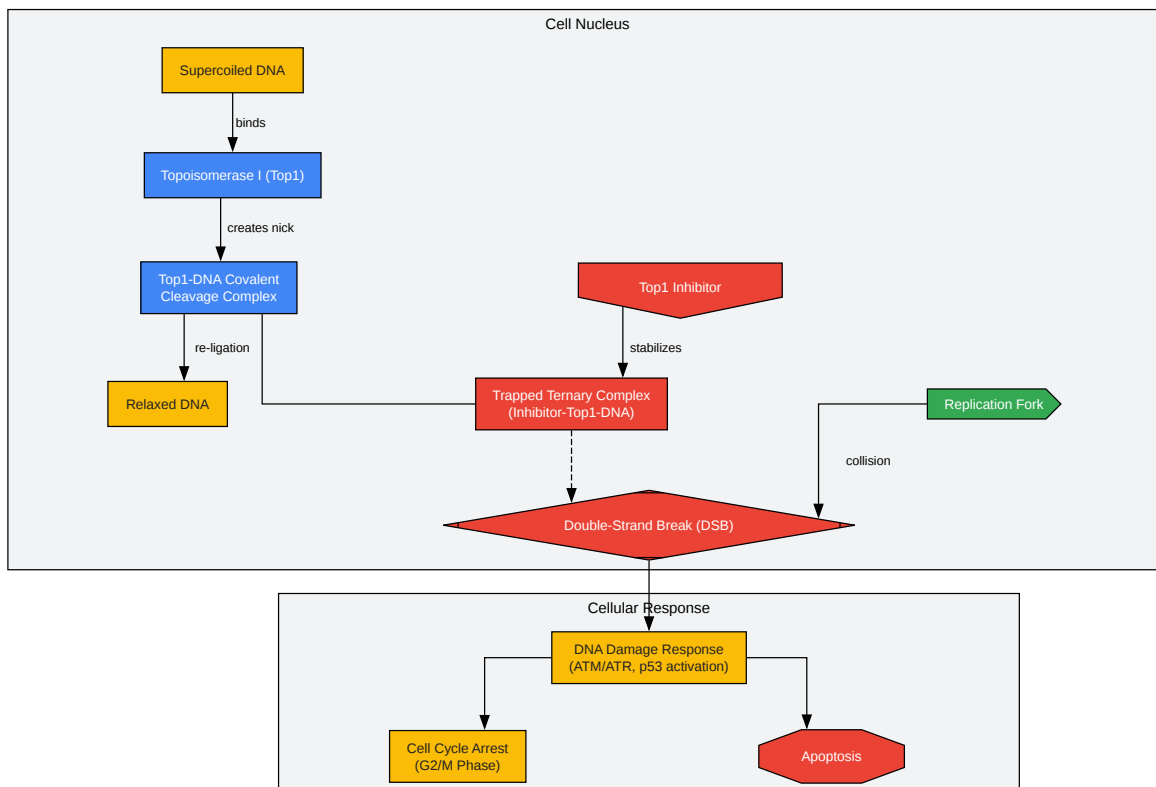 Cell Nucleus
Supercoiled DNA
binds
Topoisomerase I (Top1)
creates nick
Top1-DNA Covalent
Cleavage Complex
Top1 Inhibitor
re-ligation
stabilizes
Relaxed DNA
Trapped Ternary Complex
(Inhibitor-Top1-DNA)
Replication Fork
collision
Double-Strand Break (DSB)
Cellular Response
DNA Damage Response
(ATM/ATR, p53 activation)
Cell Cycle Arrest
(G2/M Phase)
Apoptosis